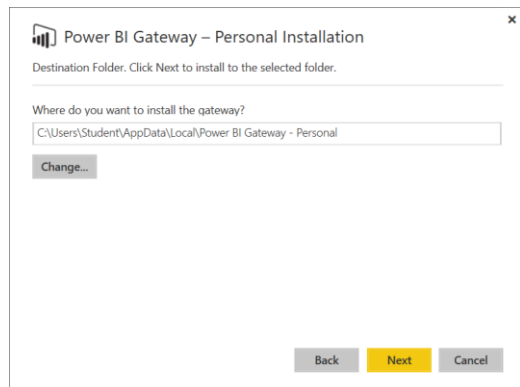 Power BI Gateway – Personal Installation
Destination Folder. Click Next to install to the selected folder.
Where do you want to install the gateway?
C:\Users\Student\AppData\Local\Power BI Gateway - Personal
Change...
Back Next Cancel